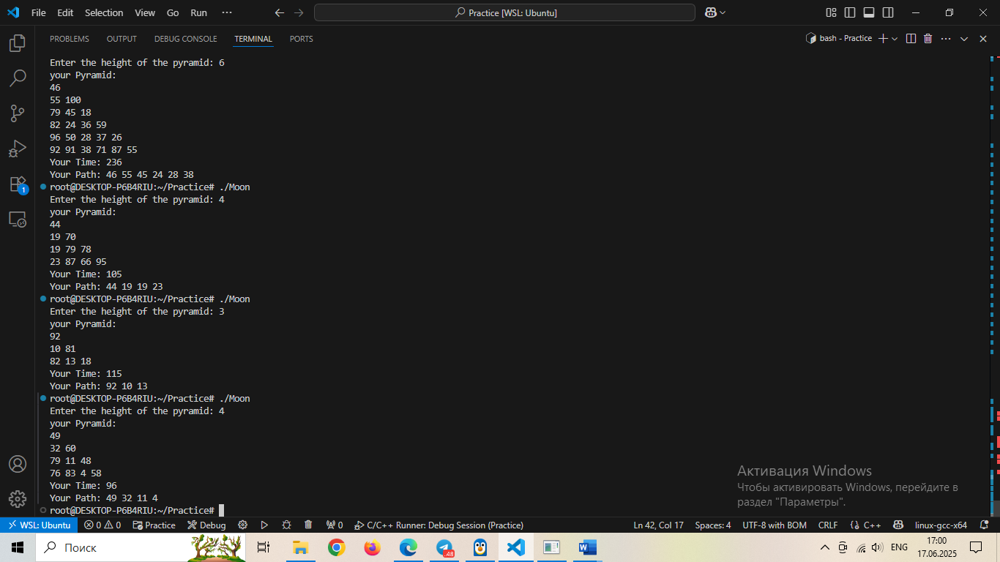 File Edit Selection View Go Run ···
Practice [WSL: Ubuntu]
PROBLEMS OUTPUT DEBUG CONSOLE TERMINAL PORTS
bash - Practice
Enter the height of the pyramid: 6
your Pyramid:
46
55 100
79 45 18
82 24 36 59
96 50 28 37 26
92 91 38 71 87 55
Your Time: 236
Your Path: 46 55 45 24 28 38
root@DESKTOP-P6B4RIU:~/Practice# ./Moon
Enter the height of the pyramid: 4
your Pyramid:
44
19 70
19 79 78
23 87 66 95
Your Time: 105
Your Path: 44 19 19 23
root@DESKTOP-P6B4RIU:~/Practice# ./Moon
Enter the height of the pyramid: 3
your Pyramid:
92
10 81
82 13 18
Your Time: 115
Your Path: 92 10 13
root@DESKTOP-P6B4RIU:~/Practice# ./Moon
Enter the height of the pyramid: 4
your Pyramid:
49
32 60
79 11 48
76 83 4 58
Your Time: 96
Your Path: 49 32 11 4
root@DESKTOP-P6B4RIU:~/Practice#
1
Активация Windows
Чтобы активировать Windows, перейдите в
раздел "Параметры".
WSL: Ubuntu 0 0 Practice Debug 0 C/C++ Runner: Debug Session (Practice) Ln 42, Col 17 Spaces: 4 UTF-8 with BOM CRLF {} C++ linux-gcc-x64
Поиск
.48
W
ENG
17:00
17.06.2025